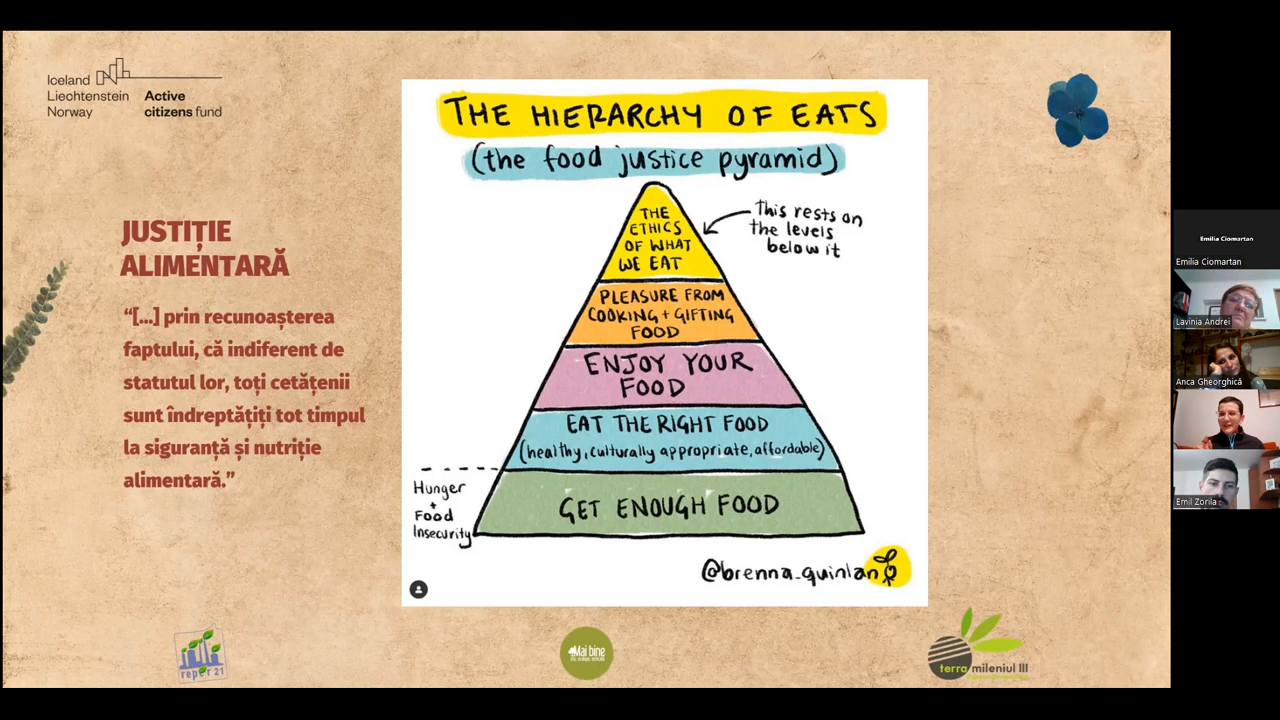 Iceland
Liechtenstein
Norway
Active
citizens fund
JUSTIȚIE
ALIMENTARĂ
“[...] prin recunoașterea
faptului, că indiferent de
statutul lor, toți cetățenii
sunt îndreptățiți tot timpul
la siguranță și nutriție
alimentară.”
THE HIERARCHY OF EATS
(the food justice pyramid)
THE
ETHICS
OF WHAT
WE EAT
This rests on
the levels
below it
PLEASURE FROM
COOKING + GIFTING
FOOD
ENJOY YOUR
FOOD
EAT THE RIGHT FOOD
(healthy, culturally appropriate, affordable)
Hunger
+
Food
Insecurity
GET ENOUGH FOOD
@brenna_quinlan
reper 21
Mai bine
terra mileniul III
Emilia Ciomartan
Emilia Ciomartan
Lavinia Andrei
Anca Gheorghică
Emil Zorila